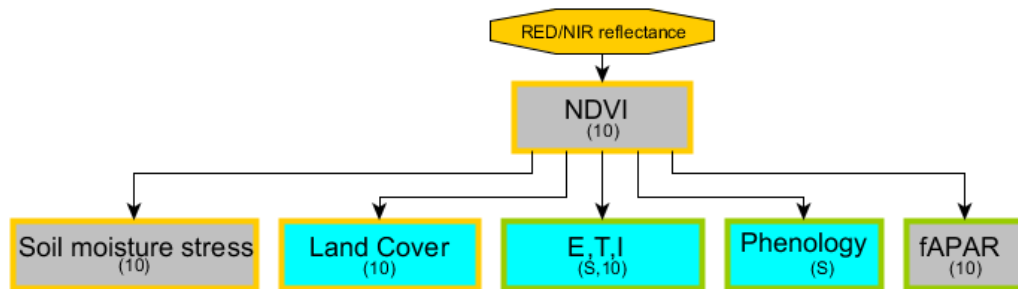 RED/NIR reflectance
NDVI
(10)
Soil moisture stress
(10)
Land Cover
(10)
E,T,I
(S,10)
Phenology
(S)
fAPAR
(10)